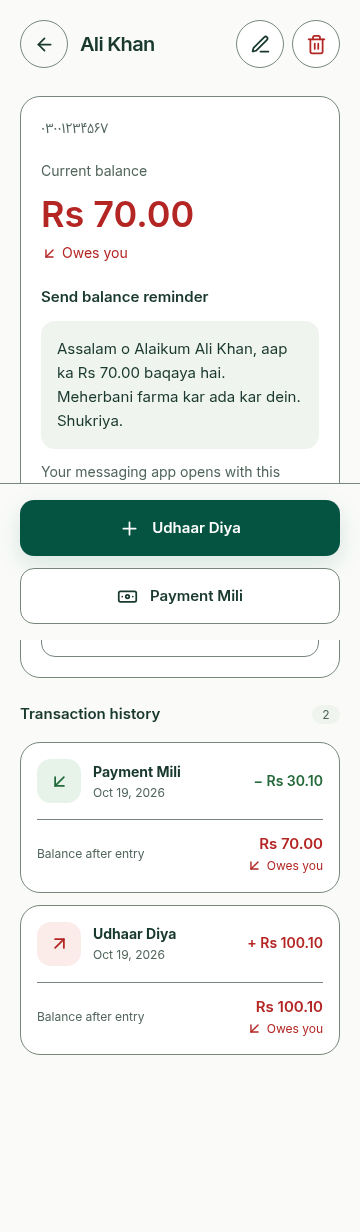 Ali Khan
۰۳۰۰۱۲۳۴۵۶۷
Current balance
Rs 70.00
Owes you
Send balance reminder
Assalam o Alaikum Ali Khan, aap
ka Rs 70.00 baqaya hai.
Meherbani farma kar ada kar dein.
Shukriya.
Your messaging app opens with this
Udhaar Diya
Payment Mili
Transaction history
2
Payment Mili
− Rs 30.10
Oct 19, 2026
Balance after entry
Rs 70.00
Owes you
Udhaar Diya
+ Rs 100.10
Oct 19, 2026
Balance after entry
Rs 100.10
Owes you